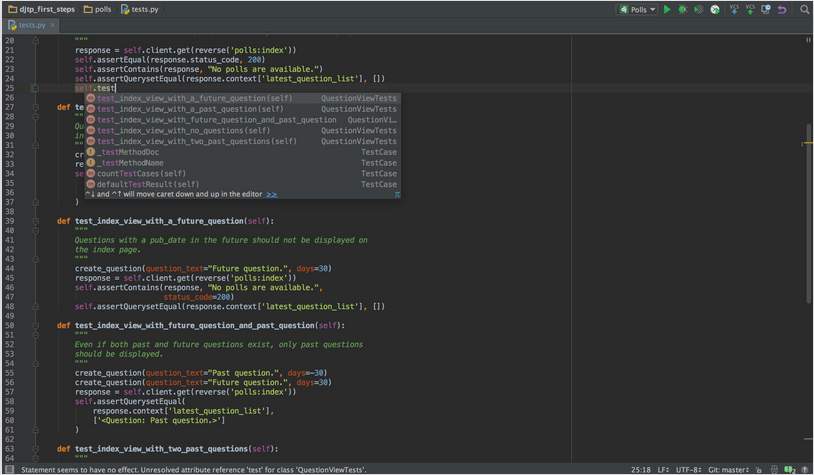 djtp_first_steps polls tests.py Polls
tests.py
20 """
21 response = self.client.get(reverse('polls:index'))
22 self.assertEqual(response.status_code, 200)
23 self.assertContains(response, "No polls are available.")
24 self.assertQuerysetEqual(response.context['latest_question_list'], [])
25 self.test
26 test_index_view_with_a_future_question(self) QuestionViewTests
27 def te test_index_view_with_a_past_question(self) QuestionViewTests
28 "" test_index_view_with_future_question_and_past_question QuestionVi…
29 Qu test_index_view_with_no_questions(self) QuestionViewTests
30 in test_index_view_with_two_past_questions(self) QuestionViewTests
31 "" _testMethodDoc TestCase
32 cr _testMethodName TestCase
33 re countTestCases(self) TestCase
34 se defaultTestResult(self) TestCase
35 ^↓ and ^↑ will move caret down and up in the editor >> π
36
37 )
38
39 def test_index_view_with_a_future_question(self):
40 """
41 Questions with a pub_date in the future should not be displayed on
42 the index page.
43 """
44 create_question(question_text="Future question.", days=30)
45 response = self.client.get(reverse('polls:index'))
46 self.assertContains(response, "No polls are available.",
47 status_code=200)
48 self.assertQuerysetEqual(response.context['latest_question_list'], [])
49
50 def test_index_view_with_future_question_and_past_question(self):
51 """
52 Even if both past and future questions exist, only past questions
53 should be displayed.
54 """
55 create_question(question_text="Past question.", days=-30)
56 create_question(question_text="Future question.", days=30)
57 response = self.client.get(reverse('polls:index'))
58 self.assertQuerysetEqual(
59 response.context['latest_question_list'],
60 ['<Question: Past question.>']
61 )
62
63 def test_index_view_with_two_past_questions(self):
64 """
Statement seems to have no effect. Unresolved attribute reference 'test' for class 'QuestionViewTests'. 25:18 LF÷ UTF-8÷ Git: master÷